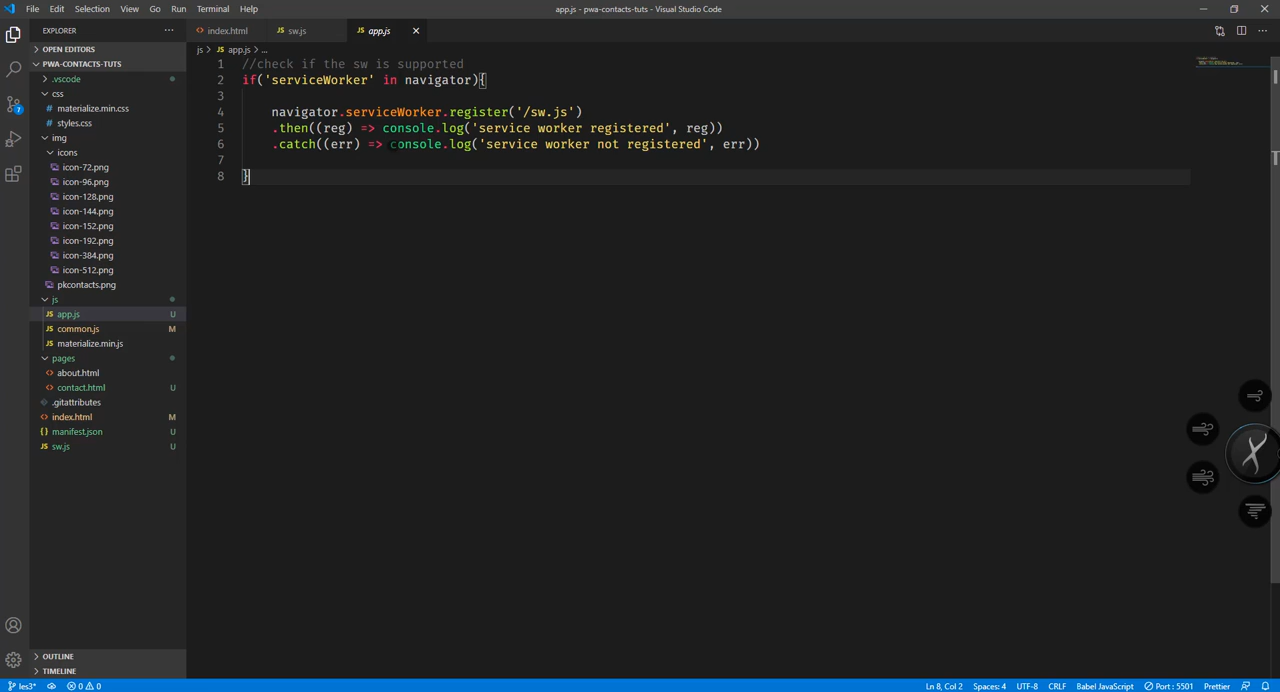 File Edit Selection View Go Run Terminal Help
app.js - pwa-contacts-tuts - Visual Studio Code
EXPLORER
OPEN EDITORS
PWA-CONTACTS-TUTS
.vscode
css
materialize.min.css
styles.css
img
icons
icon-72.png
icon-96.png
icon-128.png
icon-144.png
icon-152.png
icon-192.png
icon-384.png
icon-512.png
pkcontacts.png
js
app.js U
common.js M
materialize.min.js
pages
about.html
contact.html U
.gitattributes
index.html M
manifest.json U
sw.js U
OUTLINE
TIMELINE
7
index.html
JS sw.js
JS app.js
js > JS app.js > ...
1 //check if the sw is supported
2 if('serviceWorker' in navigator){
3
4 navigator.serviceWorker.register('/sw.js')
5 .then((reg) => console.log('service worker registered', reg))
6 .catch((err) => console.log('service worker not registered', err))
7
8 }
les3* 0 0
Ln 8, Col 2 Spaces: 4 UTF-8 CRLF Babel JavaScript Port : 5501 Prettier